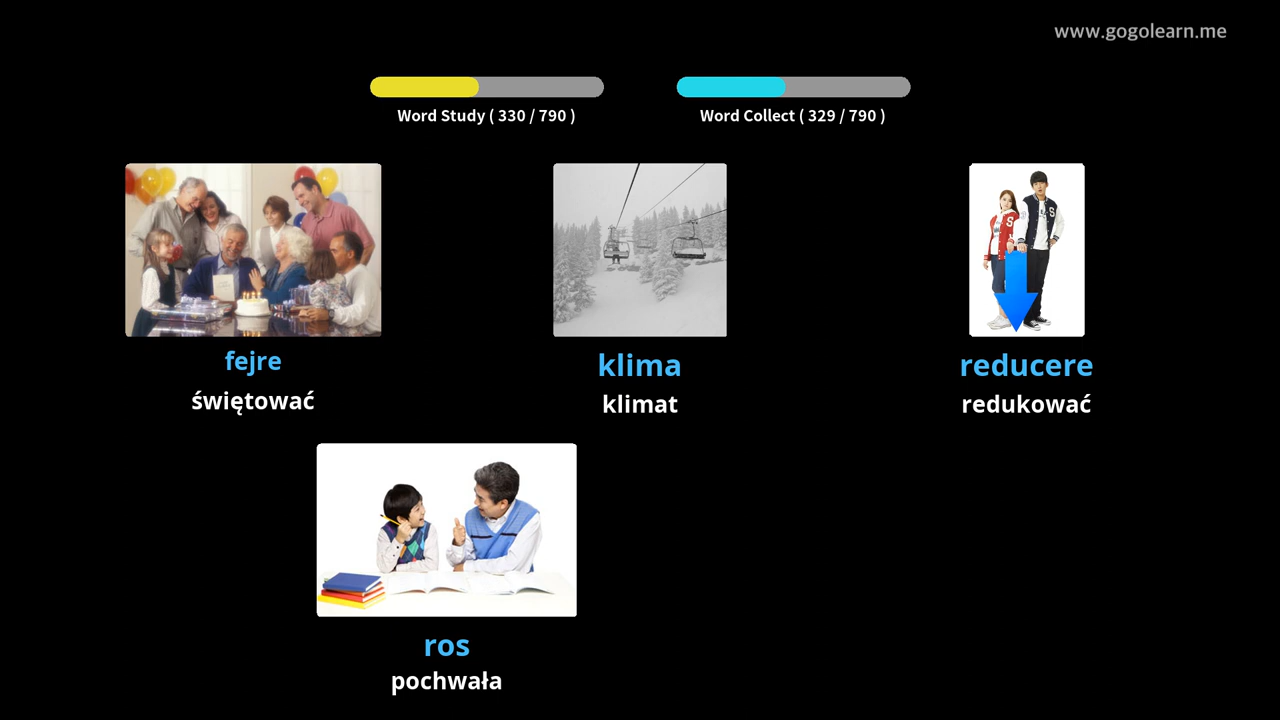 www.gogolearn.me
Word Study ( 330 / 790 )
Word Collect ( 329 / 790 )
fejre
świętować
klima
klimat
reducere
redukować
S
S
ros
pochwała